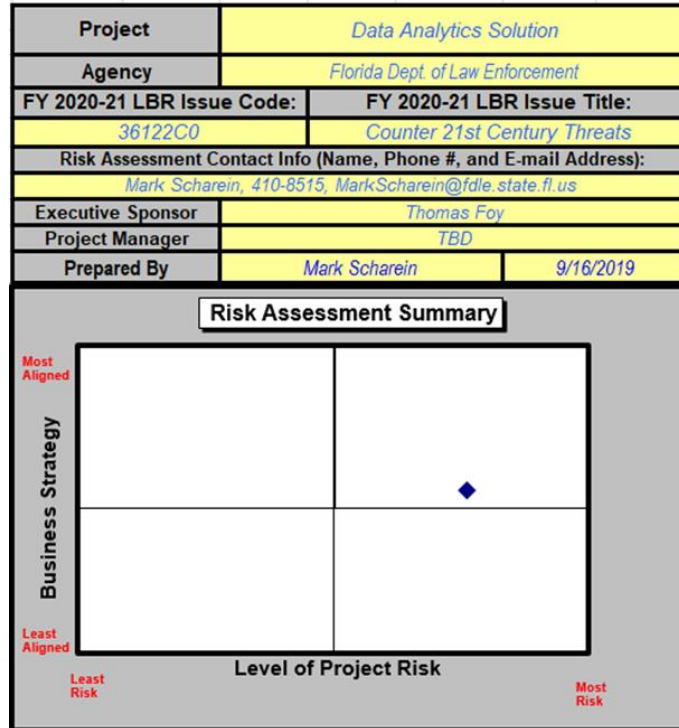 Project Data Analytics Solution
Agency Florida Dept. of Law Enforcement
FY 2020-21 LBR Issue Code: FY 2020-21 LBR Issue Title:
36122C0 Counter 21st Century Threats
Risk Assessment Contact Info (Name, Phone #, and E-mail Address):
Mark Scharein, 410-8515, MarkScharein@fdle.state.fl.us
Executive Sponsor Thomas Foy
Project Manager TBD
Prepared By Mark Scharein 9/16/2019
Risk Assessment Summary
Most
Aligned
Business Strategy
Least
Aligned
Level of Project Risk
Least
Risk
Most
Risk